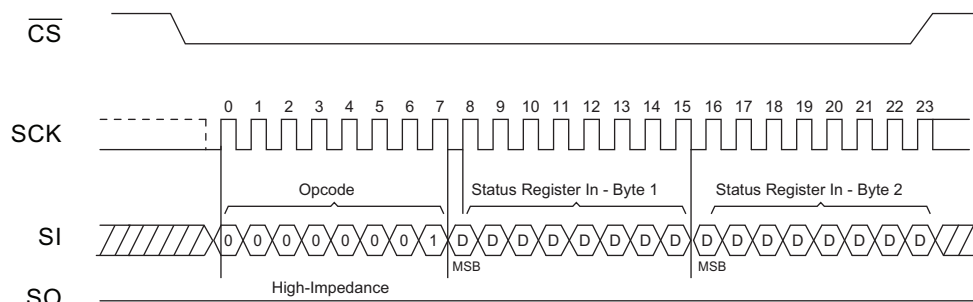 CS
0 1 2 3 4 5 6 7 8 9 10 11 12 13 14 15 16 17 18 19 20 21 22 23
SCK
Opcode Status Register In - Byte 1 Status Register In - Byte 2
SI 0 0 0 0 0 0 0 1 D D D D D D D D D D D D D D D D
MSB MSB
High-Impedance
SO